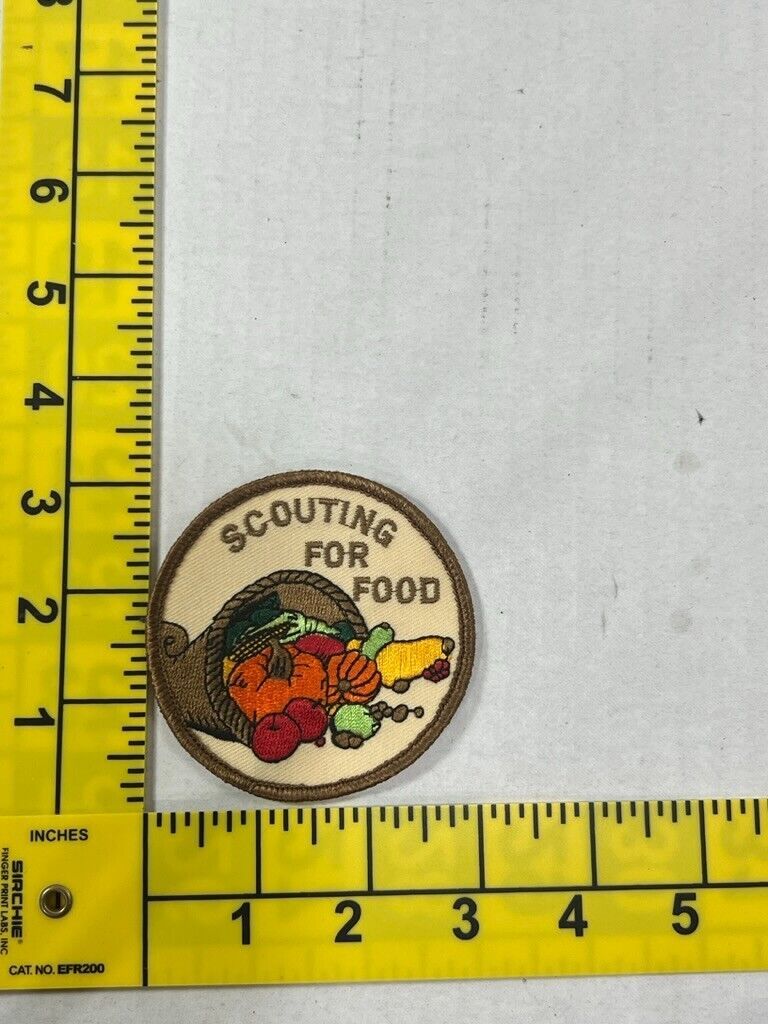 8
7
6
5
4
3
2
1
SCOUTING
FOR
FOOD
INCHES
SIRCHIE®
FINGER PRINT LABS, INC
CAT. NO. EFR200
1 2 3 4 5